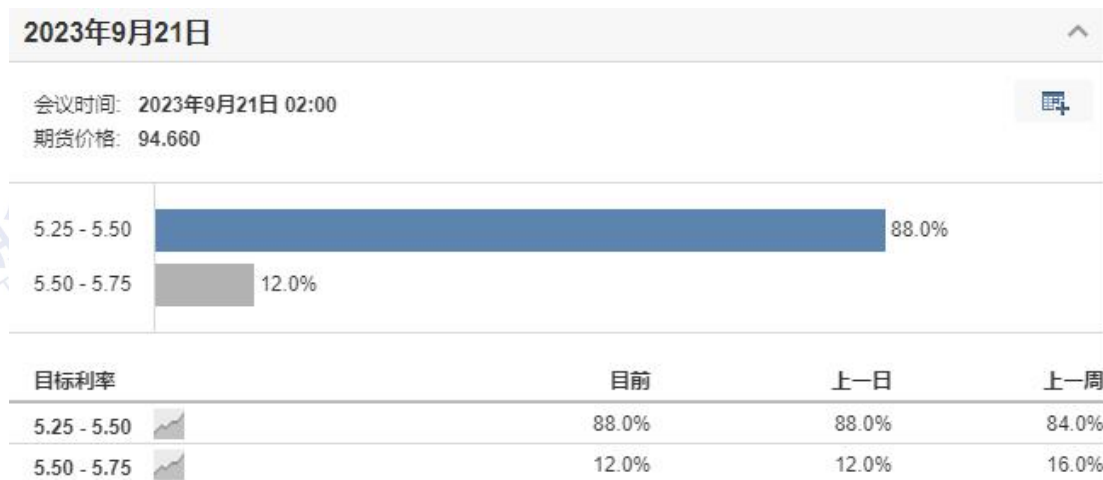 2023年9月21日
会议时间: 2023年9月21日 02:00
期货价格: 94.660
5.25 - 5.50 88.0%
5.50 - 5.75 12.0%
目标利率 目前 上一日 上一周
5.25 - 5.50 88.0% 88.0% 84.0%
5.50 - 5.75 12.0% 12.0% 16.0%